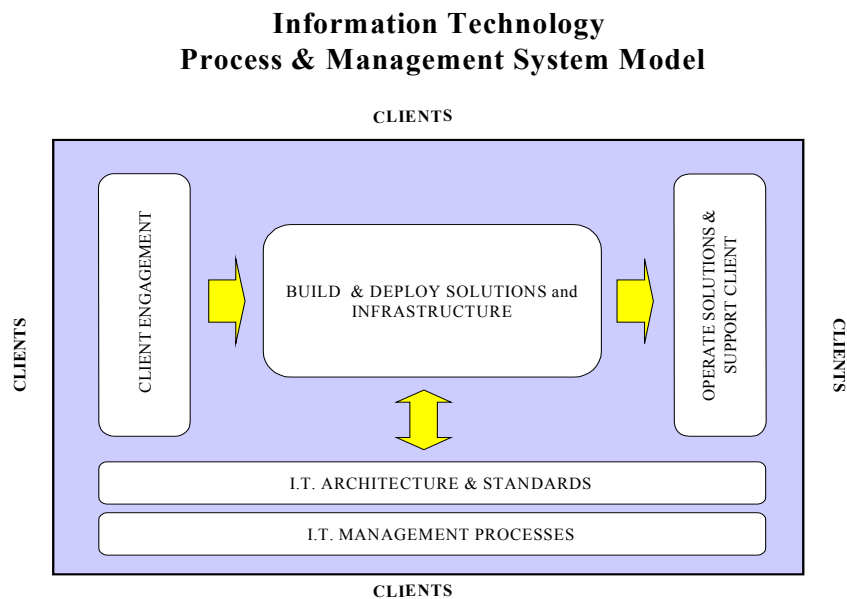 Information Technology
Process & Management System Model
CLIENTS
CLIENTS
CLIENT ENGAGEMENT
BUILD & DEPLOY SOLUTIONS and
INFRASTRUCTURE
OPERATE SOLUTIONS &
SUPPORT CLIENT
CLIENTS
I.T. ARCHITECTURE & STANDARDS
I.T. MANAGEMENT PROCESSES
CLIENTS